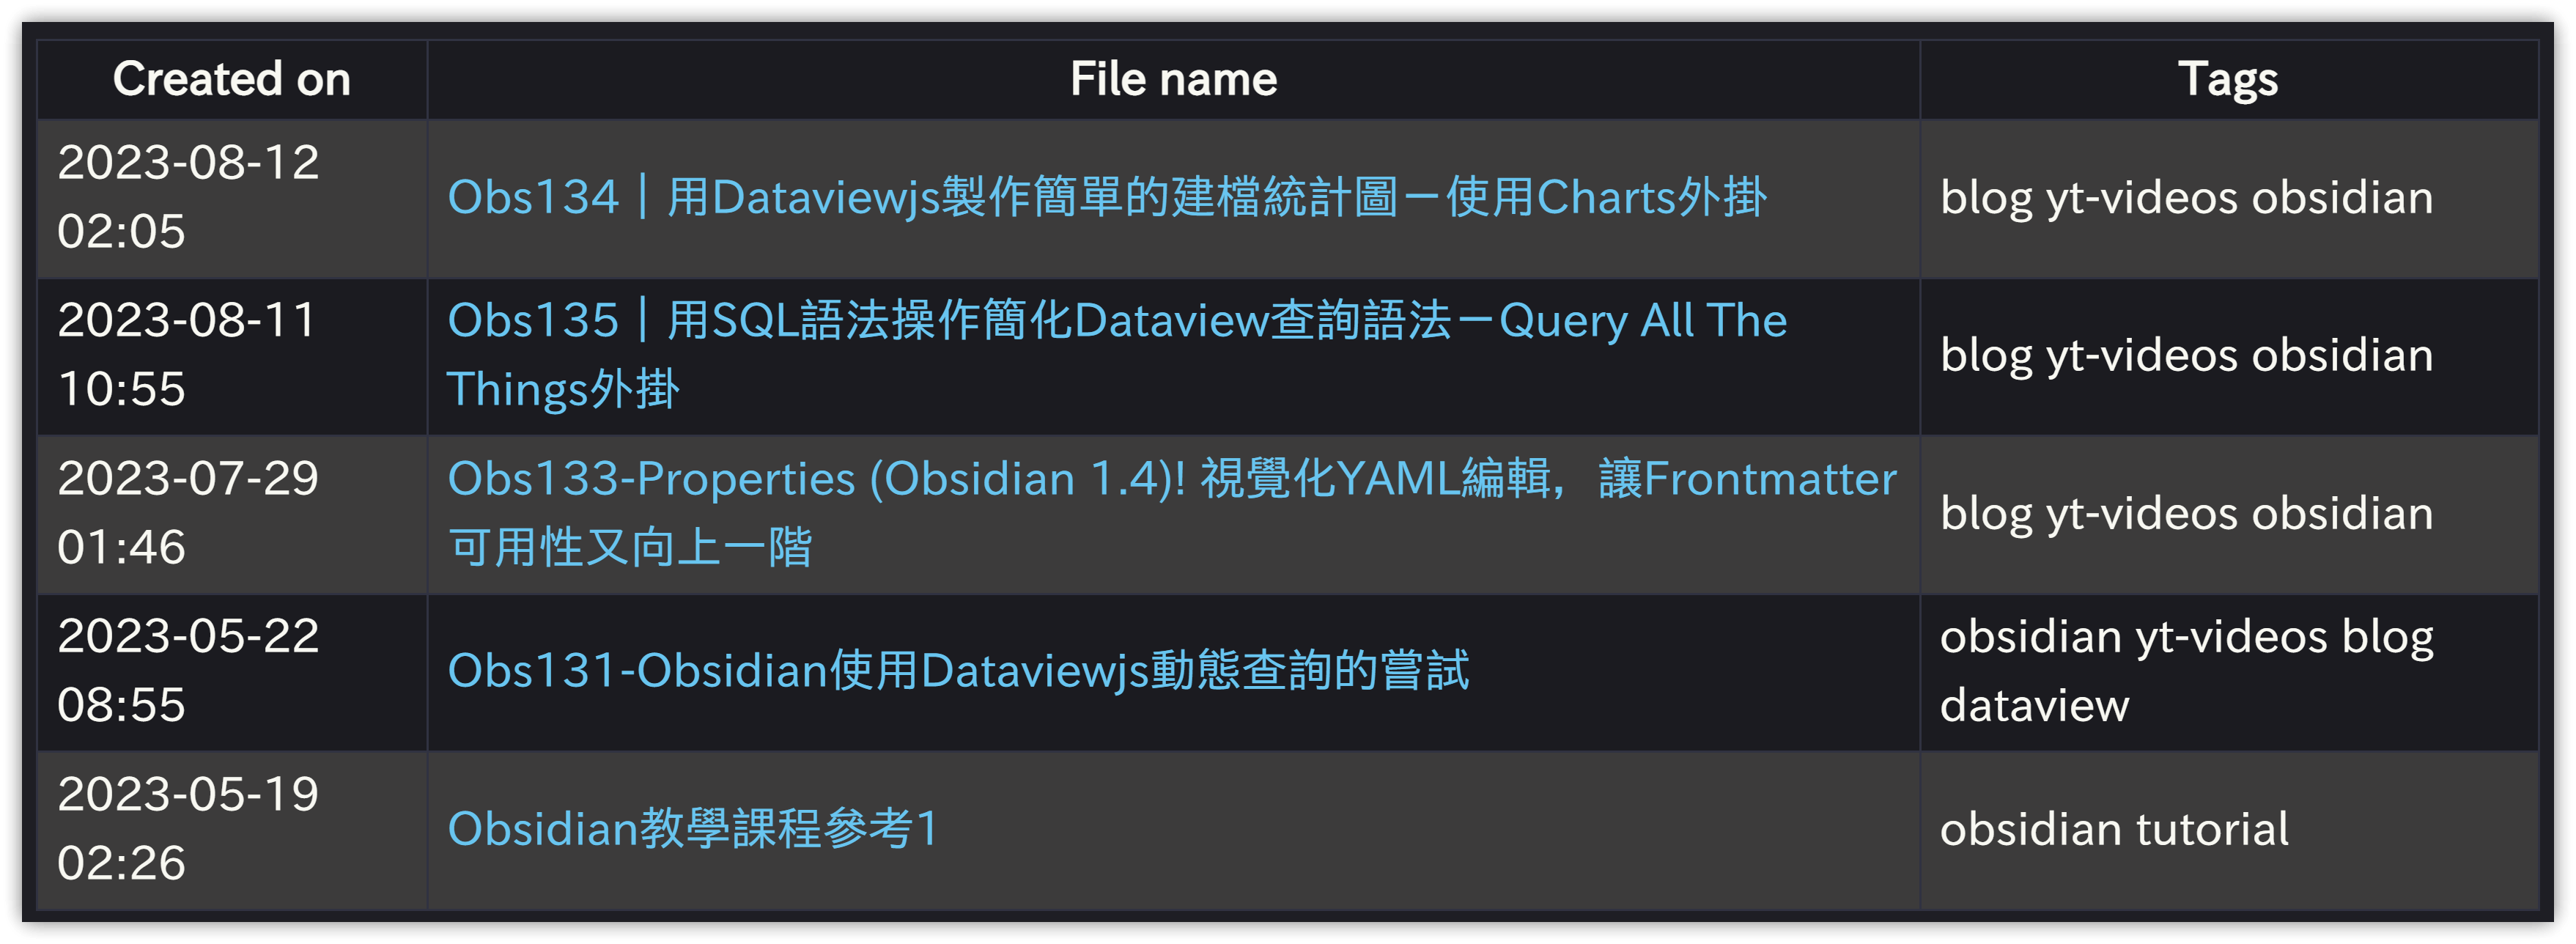 Created on File name Tags
2023-08-12
02:05
Obs134｜用Dataviewjs製作簡單的建檔統計圖－使用Charts外掛
blog yt-videos obsidian
2023-08-11
10:55
Obs135｜用SQL語法操作簡化Dataview查詢語法－Query All The
Things外掛
blog yt-videos obsidian
2023-07-29
01:46
Obs133-Properties (Obsidian 1.4)! 視覺化YAML編輯，讓Frontmatter
可用性又向上一階
blog yt-videos obsidian
2023-05-22
08:55
Obs131-Obsidian使用Dataviewjs動態查詢的嘗試
obsidian yt-videos blog
dataview
2023-05-19
02:26
Obsidian教學課程參考1
obsidian tutorial